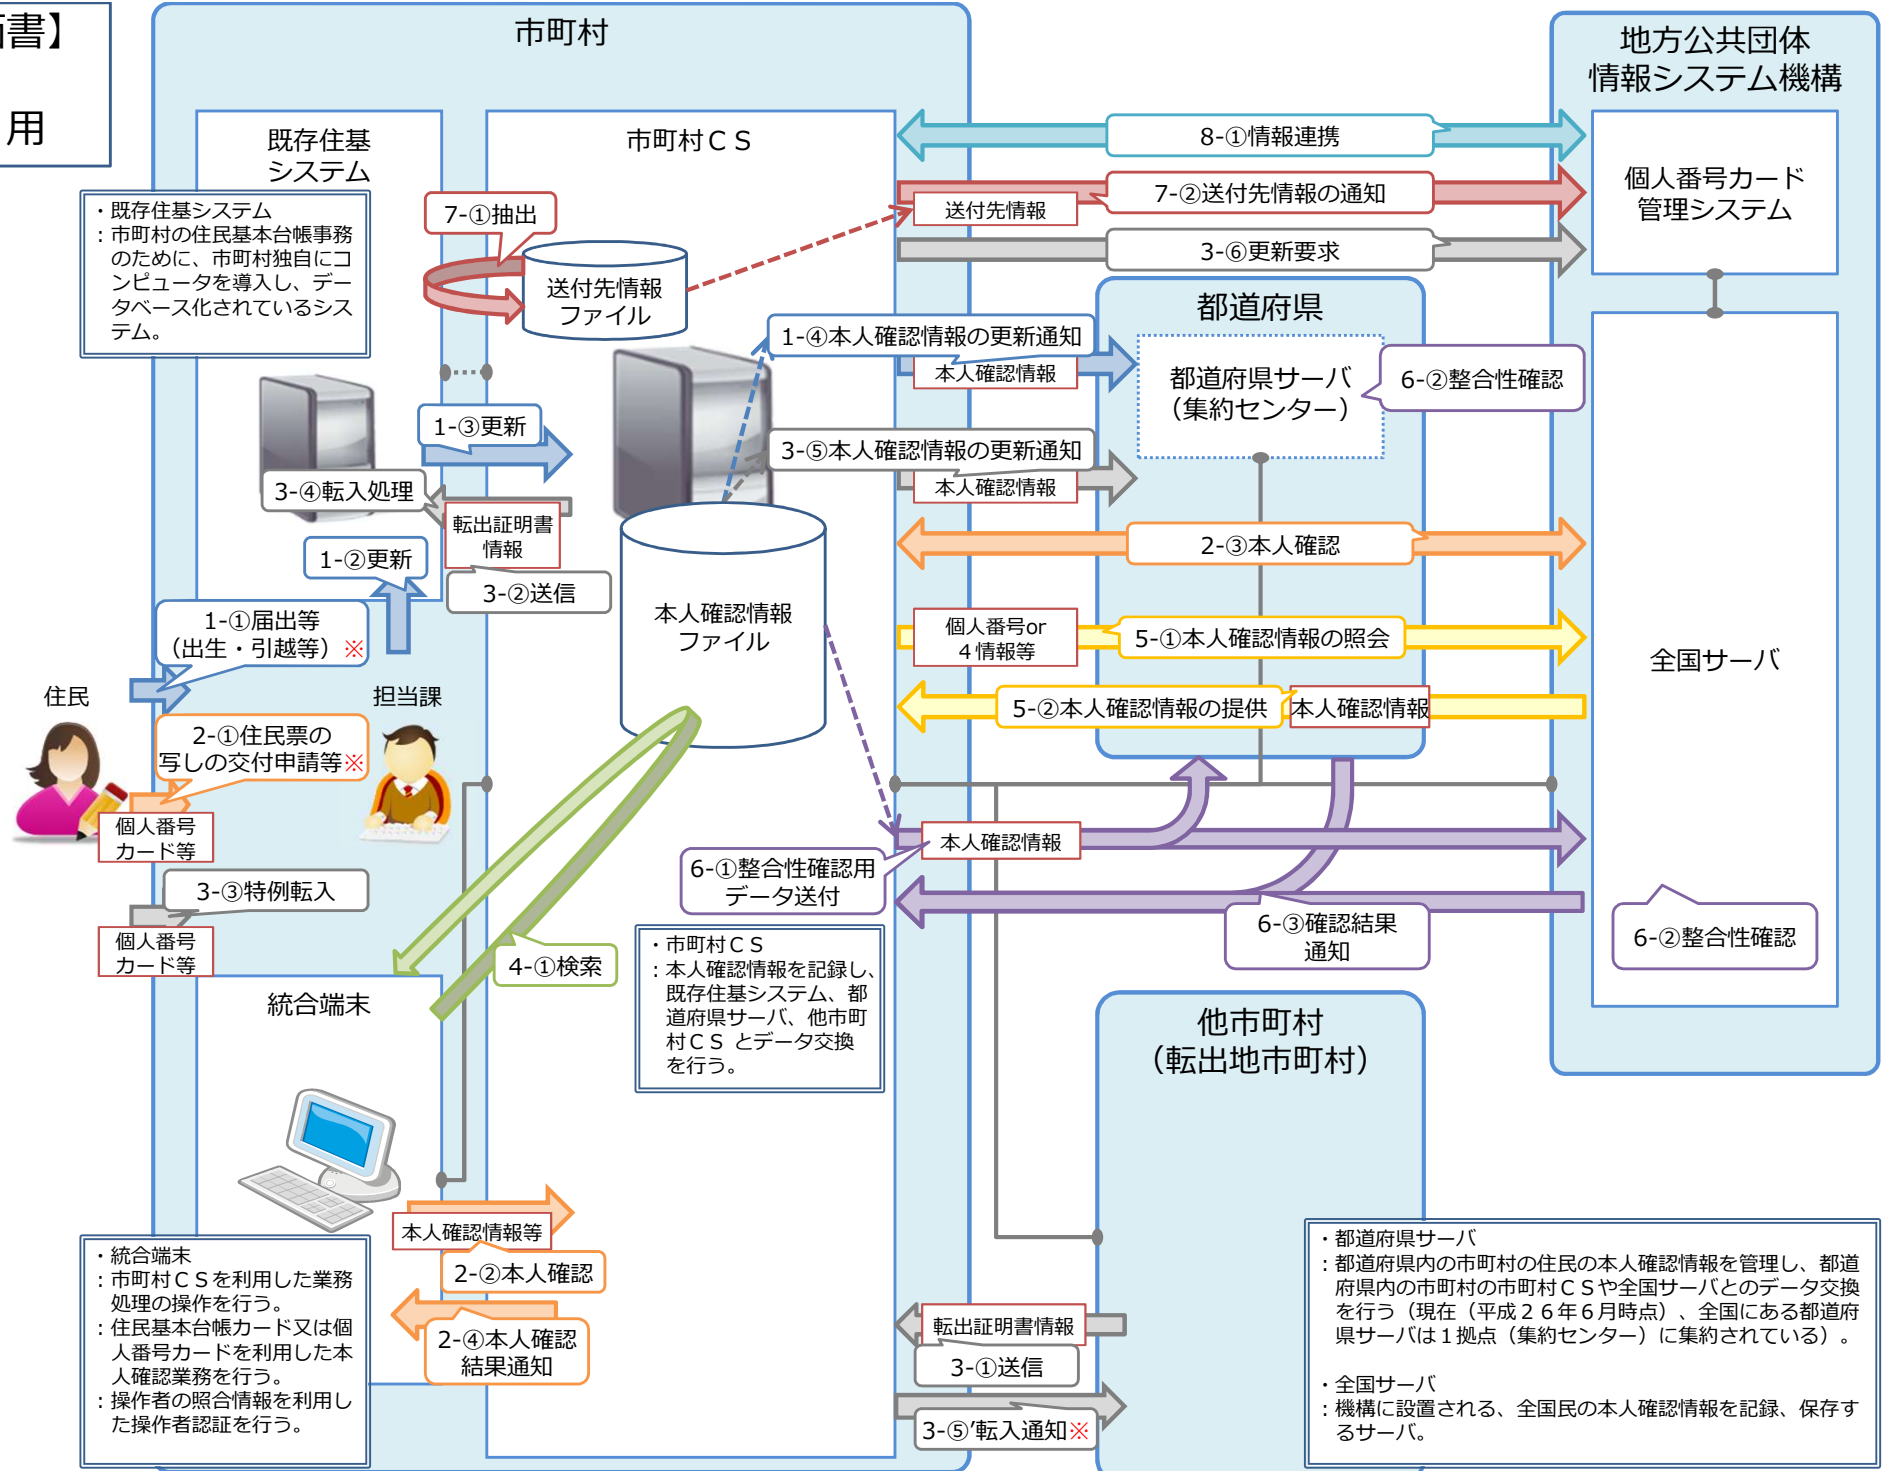 画書】
用
市町村
地方公共団体
情報システム機構
既存住基
システム
市町村ＣＳ
8-①情報連携
個人番号カード
管理システム
7-①抽出
7-②送付先情報の通知
送付先情報
3-⑥更新要求
・既存住基システム
：市町村の住民基本台帳事務
のために、市町村独自にコ
ンピュータを導入し、デー
タベース化されているシス
テム。
送付先情報
ファイル
都道府県
1-④本人確認情報の更新通知
本人確認情報
都道府県サーバ
（集約センター）
6-②整合性確認
1-③更新
3-⑤本人確認情報の更新通知
本人確認情報
3-④転入処理
転出証明書
情報
3-②送信
1-②更新
2-③本人確認
1-①届出等
（出生・引越等）※
本人確認情報
ファイル
個人番号or
４情報等
5-①本人確認情報の照会
全国サーバ
5-②本人確認情報の提供
本人確認情報
住民
担当課
2-①住民票の
写しの交付申請等※
個人番号
カード等
3-③特例転入
個人番号
カード等
本人確認情報
6-①整合性確認用
データ送付
6-③確認結果
通知
6-②整合性確認
4-①検索
・市町村ＣＳ
：本人確認情報を記録し、
既存住基システム、都
道府県サーバ、他市町
村ＣＳ とデータ交換
を行う。
統合端末
他市町村
（転出地市町村）
本人確認情報等
2-②本人確認
2-④本人確認
結果通知
・統合端末
：市町村ＣＳを利用した業務
処理の操作を行う。
：住民基本台帳カード又は個
人番号カードを利用した本
人確認業務を行う。
：操作者の照合情報を利用し
た操作者認証を行う。
転出証明書情報
3-①送信
3-⑤’転入通知※
・都道府県サーバ
：都道府県内の市町村の住民の本人確認情報を管理し、都道
府県内の市町村の市町村ＣＳや全国サーバとのデータ交換
を行う（現在（平成２６年６月時点）、全国にある都道府
県サーバは１拠点（集約センター）に集約されている）。
・全国サーバ
：機構に設置される、全国民の本人確認情報を記録、保存す
るサーバ。